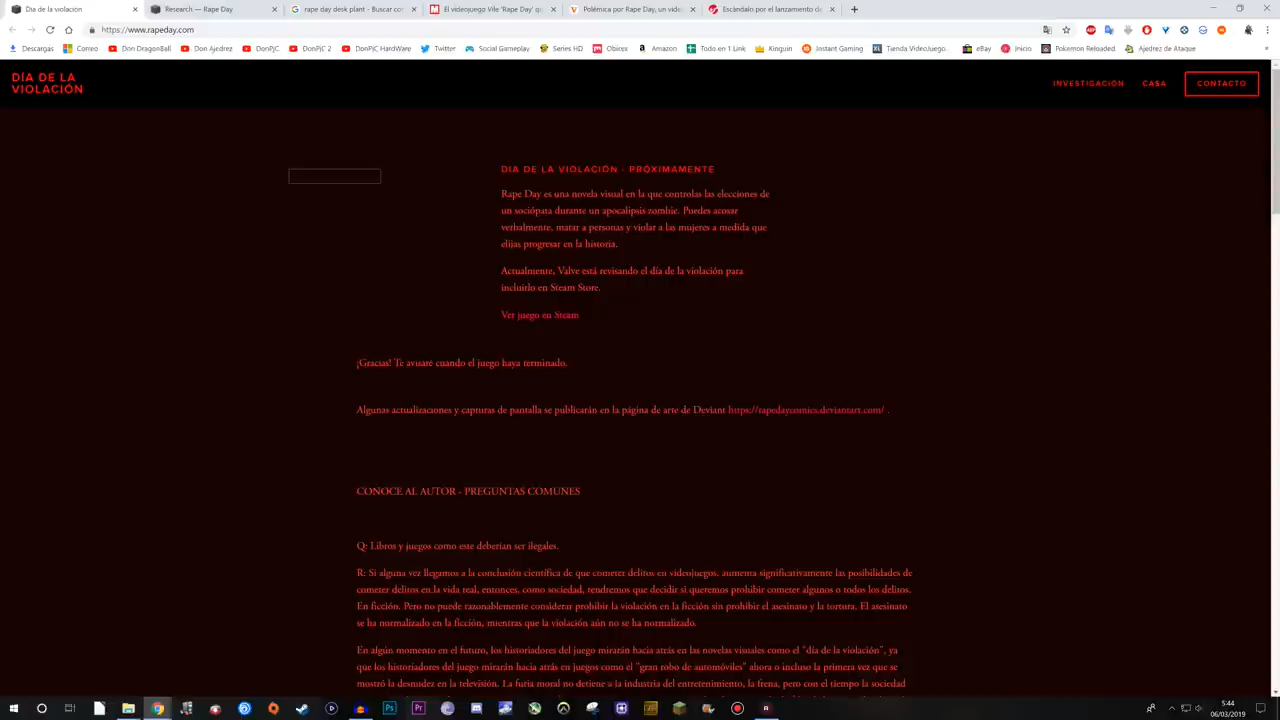 Dia de la violación
Research — Rape Day
rape day desk plant - Buscar con
El videojuego Vile 'Rape Day' qu
Polémica por Rape Day, un vide
Escándalo por el lanzamiento de
https://www.rapeday.com
Descargas
Correo
Don DragonBall
Don Ajedrez
DonPjC
DonPjC 2
DonPjC HardWare
Twitter
Social Gameplay
Series HD
Obirox
Amazon
Todo en 1 Link
Kinguin
Instant Gaming
Tienda VideoJuego...
eBay
Inicio
Pokemon Reloaded
Ajedrez de Ataque
DÍA DE LA
VIOLACIÓN
INVESTIGACIÓN
CASA
CONTACTO
DIA DE LA VIOLACIÓN - PRÓXIMAMENTE
Rape Day es una novela visual en la que controlas las elecciones de
un sociópata durante un apocalipsis zombie. Puedes acosar
verbalmente, matar a personas y violar a las mujeres a medida que
elijas progresar en la historia.
Actualmente, Valve está revisando el día de la violación para
incluirlo en Steam Store.
Ver juego en Steam
¡Gracias! Te avisaré cuando el juego haya terminado.
Algunas actualizaciones y capturas de pantalla se publicarán en la página de arte de Deviant https://rapedaycomics.deviantart.com/ .
CONOCE AL AUTOR - PREGUNTAS COMUNES
Q: Libros y juegos como este deberían ser ilegales.
R: Si alguna vez llegamos a la conclusión científica de que cometer delitos en videojuegos, aumenta significativamente las posibilidades de
cometer delitos en la vida real, entonces, como sociedad, tendremos que decidir si queremos prohibir cometer algunos o todos los delitos.
En ficción. Pero no puede razonablemente considerar prohibir la violación en la ficción sin prohibir el asesinato y la tortura. El asesinato
se ha normalizado en la ficción, mientras que la violación aún no se ha normalizado.
En algún momento en el futuro, los historiadores del juego mirarán hacia atrás en las novelas visuales como el "día de la violación", ya
que los historiadores del juego mirarán hacia atrás en juegos como el "gran robo de automóviles" ahora o incluso la primera vez que se
mostró la desnudez en la televisión. La furia moral no detiene a la industria del entretenimiento, la frena, pero con el tiempo la sociedad
5:44
06/03/2019